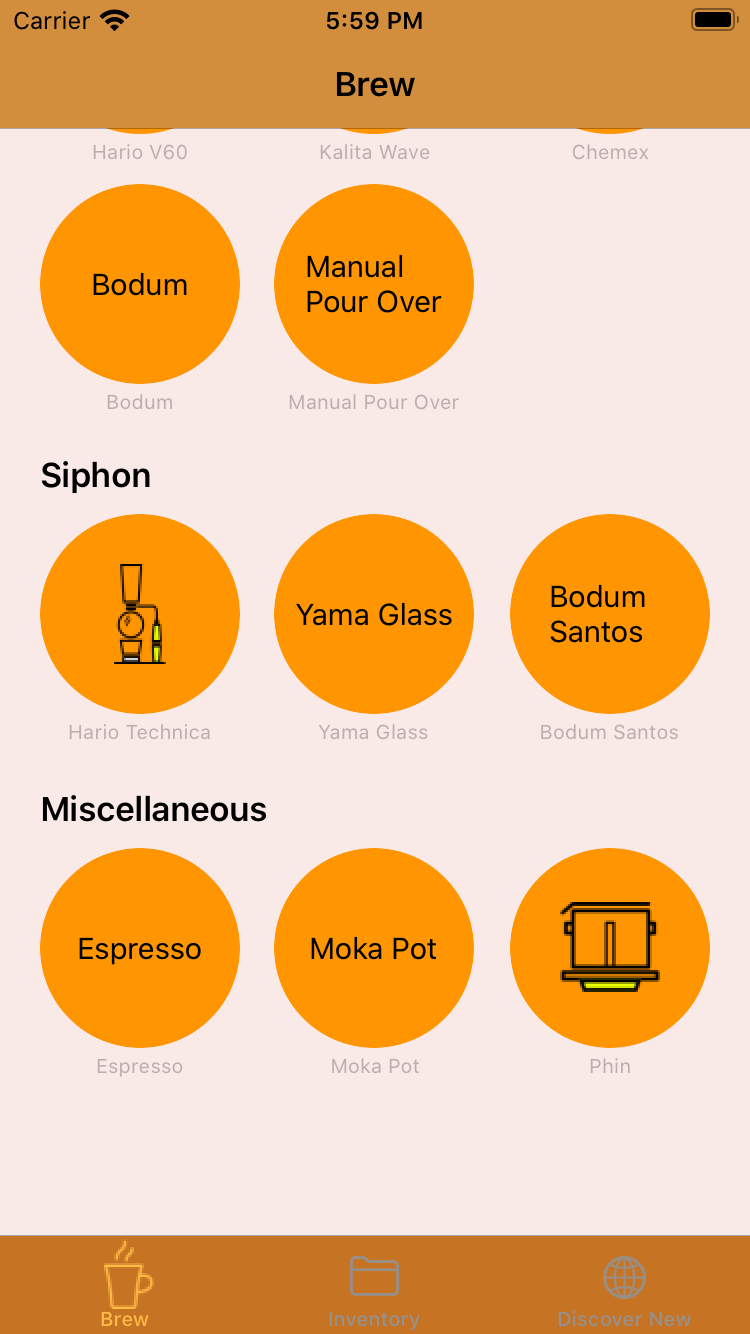 Carrier 5:59 PM
Brew
Hario V60 Kalita Wave Chemex
Bodum
Manual
Pour Over
Bodum Manual Pour Over
Siphon
Yama Glass
Bodum
Santos
Hario Technica Yama Glass Bodum Santos
Miscellaneous
Espresso Moka Pot
Espresso Moka Pot Phin
Brew Inventory Discover New